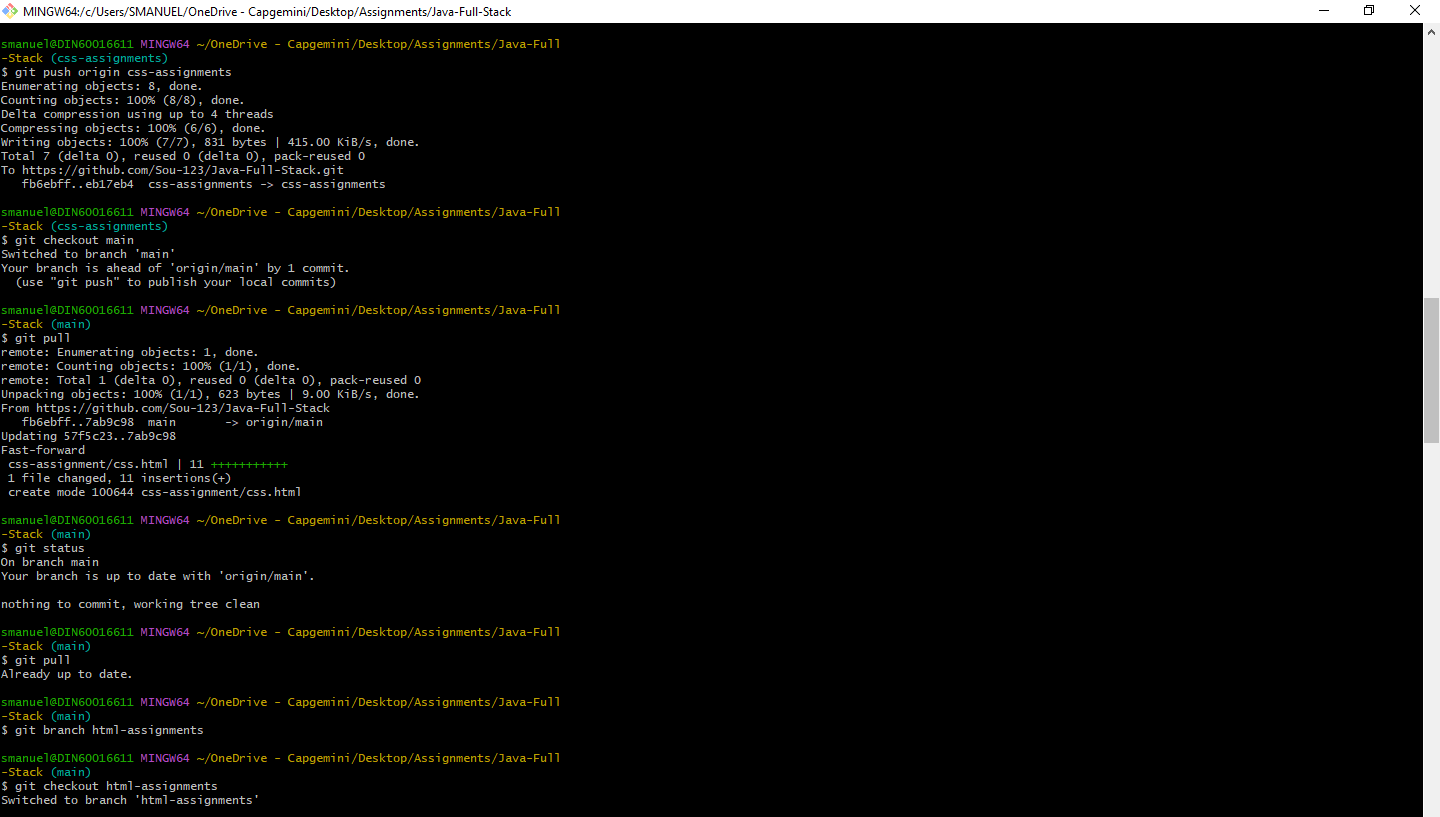 MINGW64:/c/Users/SMANUEL/OneDrive - Capgemini/Desktop/Assignments/Java-Full-Stack
smanuel@DIN60016611 MINGW64 ~/OneDrive - Capgemini/Desktop/Assignments/Java-Full
-Stack (css-assignments)
$ git push origin css-assignments
Enumerating objects: 8, done.
Counting objects: 100% (8/8), done.
Delta compression using up to 4 threads
Compressing objects: 100% (6/6), done.
Writing objects: 100% (7/7), 831 bytes | 415.00 KiB/s, done.
Total 7 (delta 0), reused 0 (delta 0), pack-reused 0
To https://github.com/Sou-123/Java-Full-Stack.git
   fb6ebff..eb17eb4  css-assignments -> css-assignments
smanuel@DIN60016611 MINGW64 ~/OneDrive - Capgemini/Desktop/Assignments/Java-Full
-Stack (css-assignments)
$ git checkout main
Switched to branch 'main'
Your branch is ahead of 'origin/main' by 1 commit.
  (use "git push" to publish your local commits)
smanuel@DIN60016611 MINGW64 ~/OneDrive - Capgemini/Desktop/Assignments/Java-Full
-Stack (main)
$ git pull
remote: Enumerating objects: 1, done.
remote: Counting objects: 100% (1/1), done.
remote: Total 1 (delta 0), reused 0 (delta 0), pack-reused 0
Unpacking objects: 100% (1/1), 623 bytes | 9.00 KiB/s, done.
From https://github.com/Sou-123/Java-Full-Stack
   fb6ebff..7ab9c98  main       -> origin/main
Updating 57f5c23..7ab9c98
Fast-forward
 css-assignment/css.html | 11 +++++++++++
 1 file changed, 11 insertions(+)
 create mode 100644 css-assignment/css.html
smanuel@DIN60016611 MINGW64 ~/OneDrive - Capgemini/Desktop/Assignments/Java-Full
-Stack (main)
$ git status
On branch main
Your branch is up to date with 'origin/main'.
nothing to commit, working tree clean
smanuel@DIN60016611 MINGW64 ~/OneDrive - Capgemini/Desktop/Assignments/Java-Full
-Stack (main)
$ git pull
Already up to date.
smanuel@DIN60016611 MINGW64 ~/OneDrive - Capgemini/Desktop/Assignments/Java-Full
-Stack (main)
$ git branch html-assignments
smanuel@DIN60016611 MINGW64 ~/OneDrive - Capgemini/Desktop/Assignments/Java-Full
-Stack (main)
$ git checkout html-assignments
Switched to branch 'html-assignments'